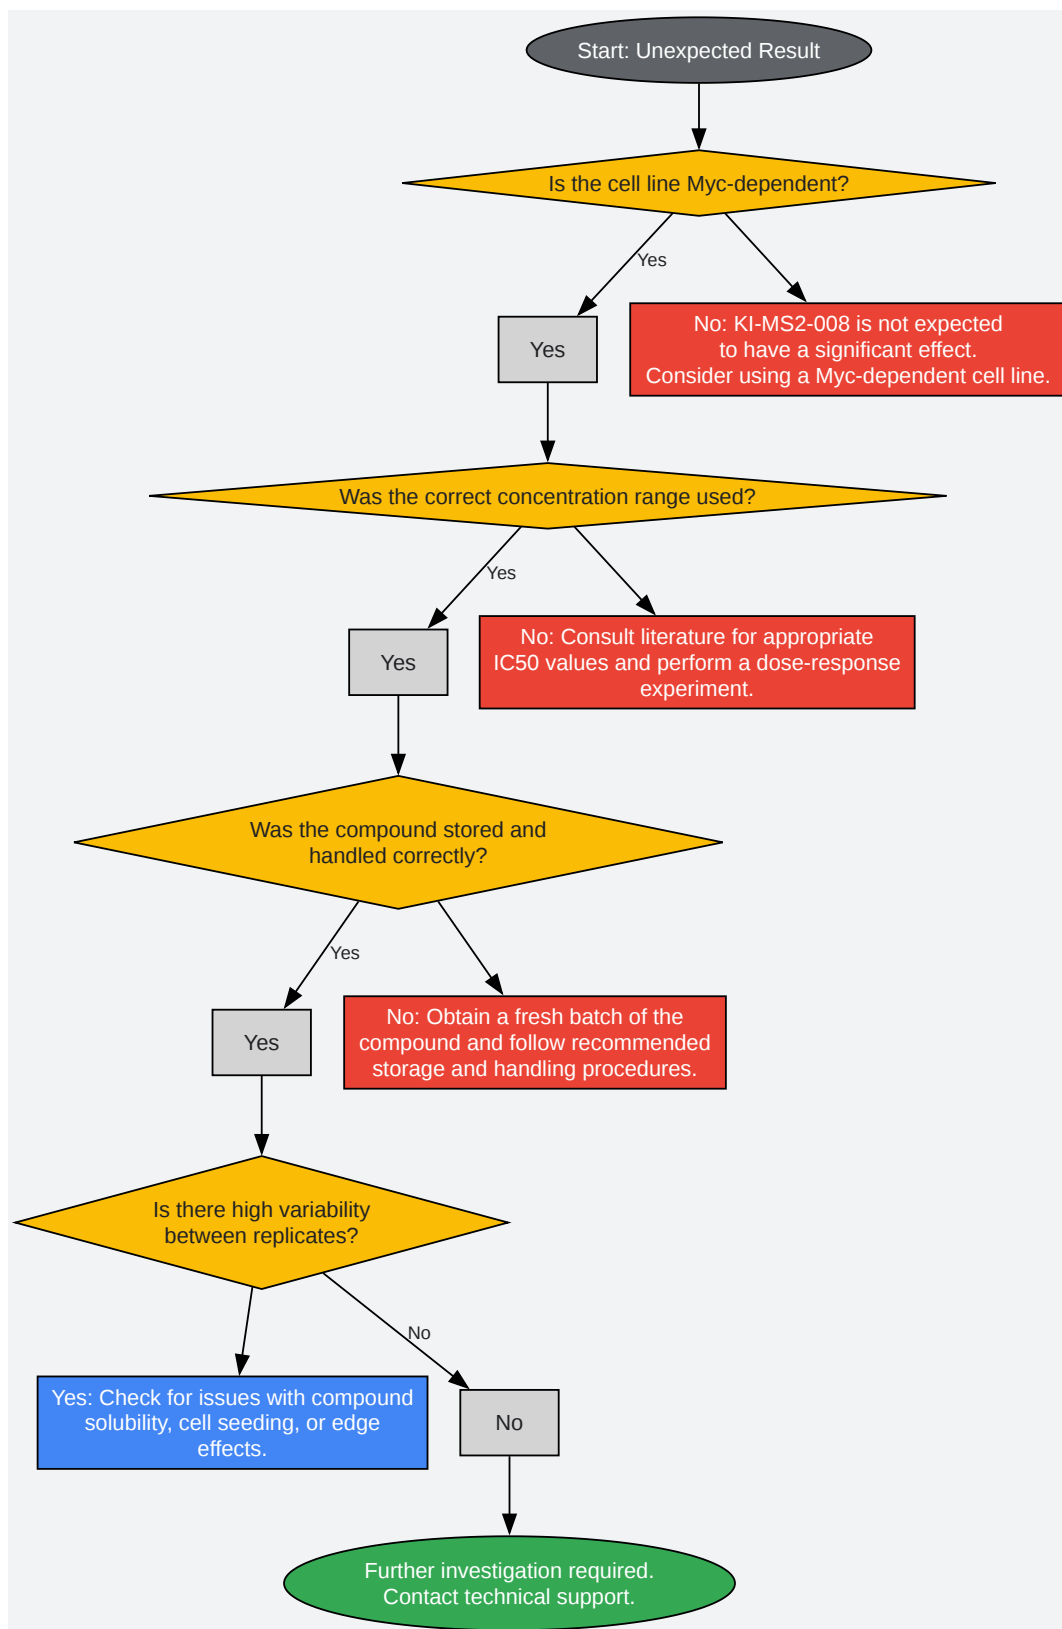 Start: Unexpected Result
Is the cell line Myc-dependent?
Yes
Yes
No: KI-MS2-008 is not expected
to have a significant effect.
Consider using a Myc-dependent cell line.
Was the correct concentration range used?
Yes
Yes
No: Consult literature for appropriate
IC50 values and perform a dose-response
experiment.
Was the compound stored and
handled correctly?
Yes
Yes
No: Obtain a fresh batch of the
compound and follow recommended
storage and handling procedures.
Is there high variability
between replicates?
No
Yes: Check for issues with compound
solubility, cell seeding, or edge
effects.
No
Further investigation required.
Contact technical support.